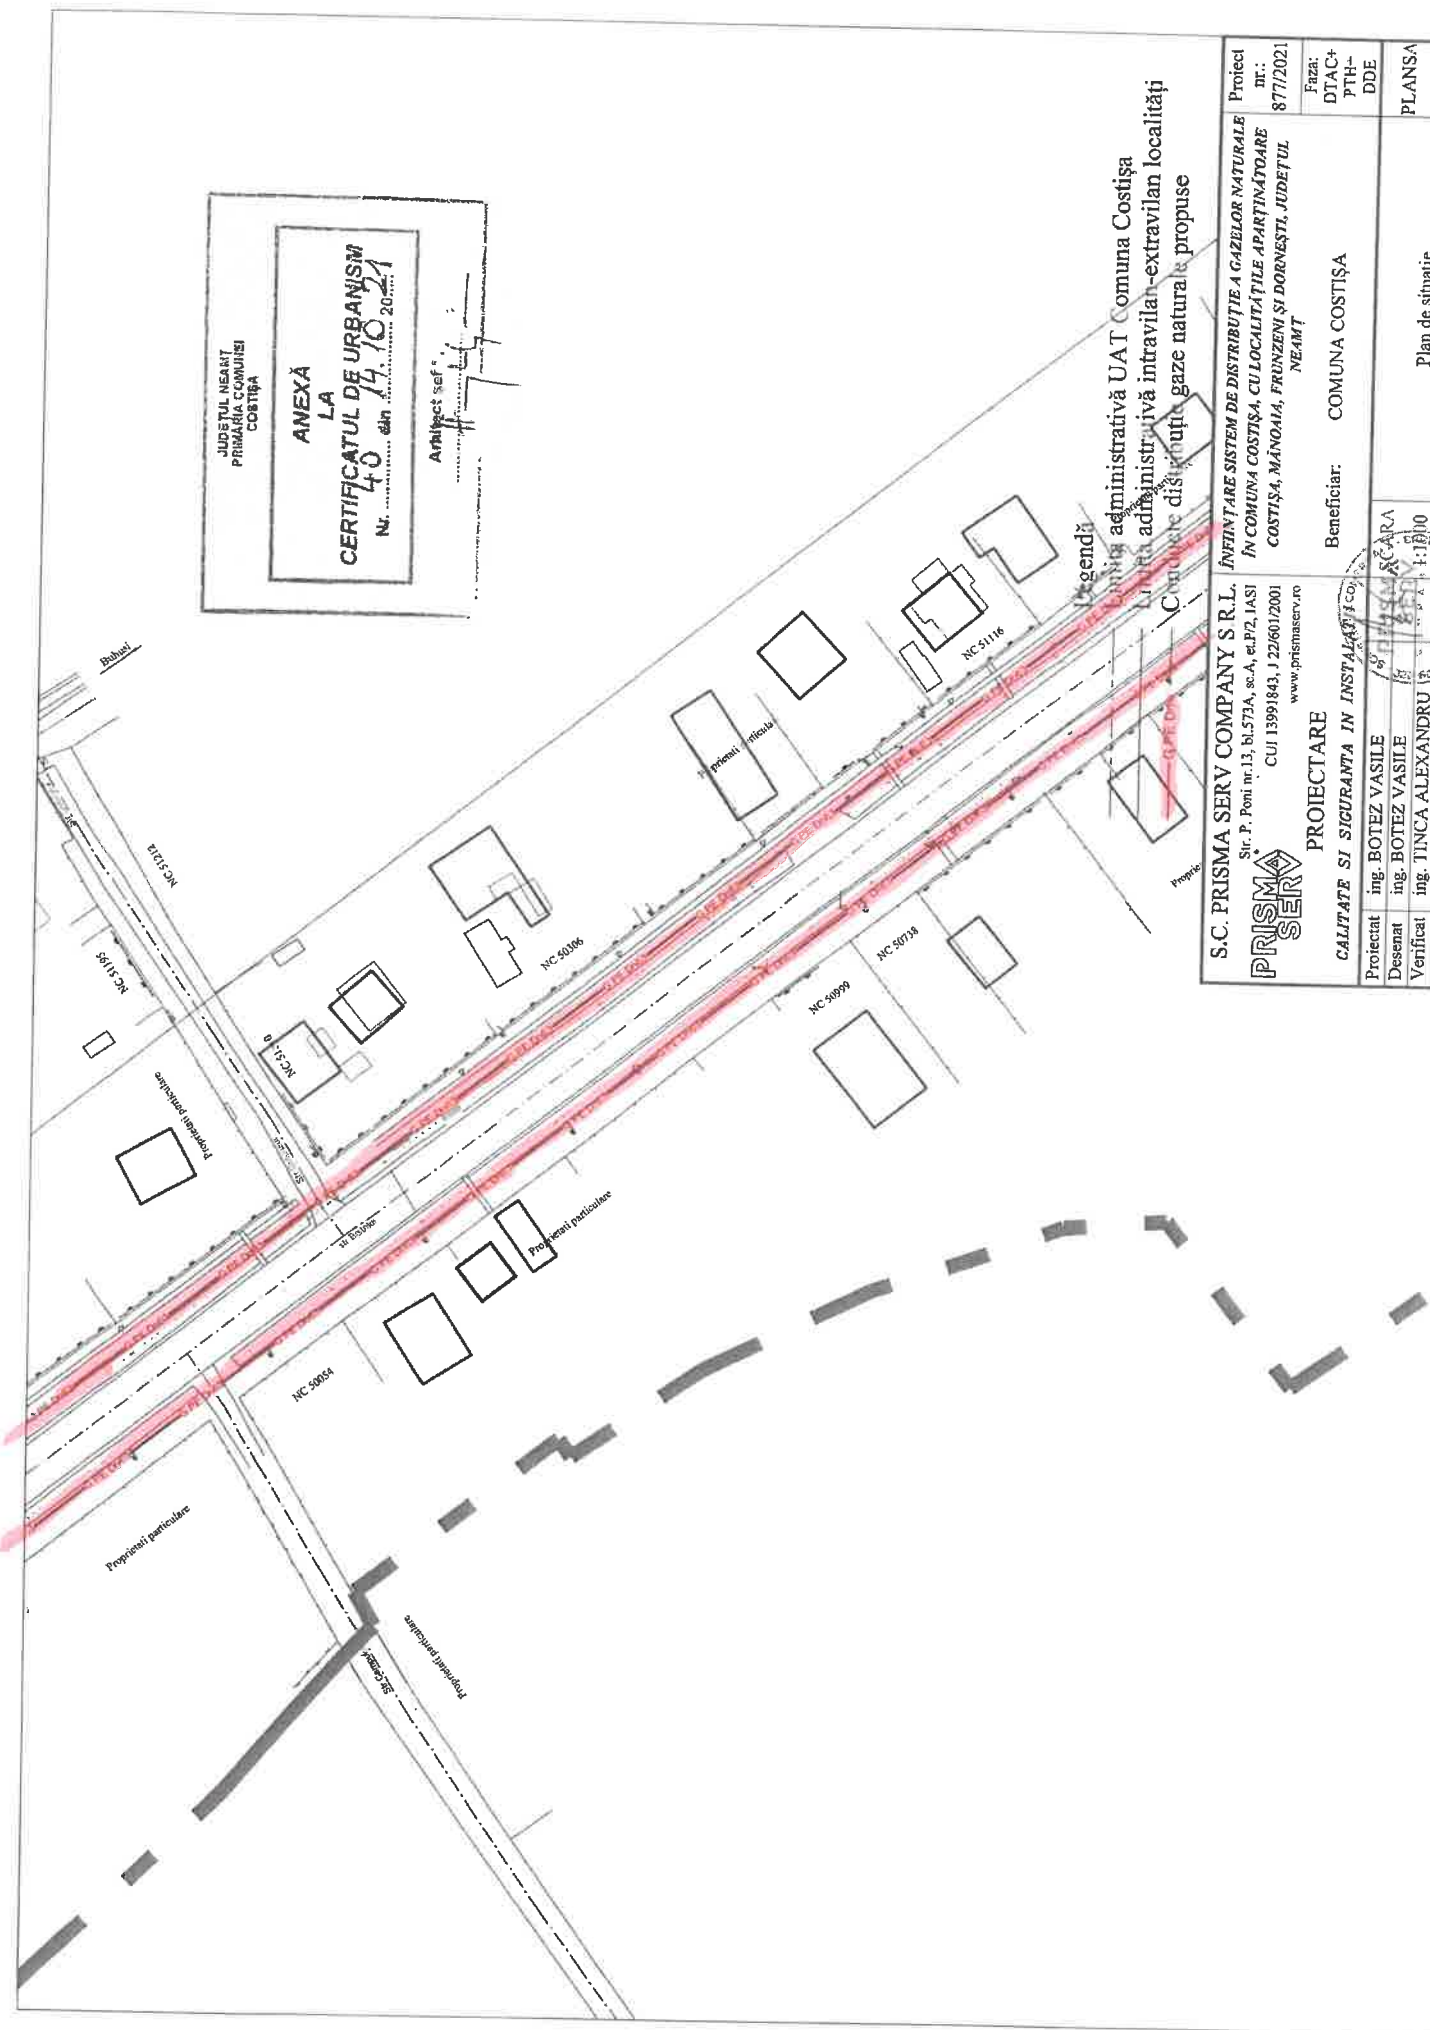 JUDEȚUL NEAMȚ
PRIMĂRIA COMUNEI
COSTIȘA
ANEXĂ
LA
CERTIFICATUL DE URBANISM
Nr. 40 din 14.10.2021
Arhitect șef
Buhuși
NC 51212
NC 51195
Proprietati particulare
NC 50306
NC 51116
NC 50738
NC 50909
Proprietati particulare
NC 50054
Proprietati particulare
Proprietati particulare
Legendă
Limita administrativă UAT Comuna Costișa
Limita administrativă intravilan-extravilan localități
Conducte distribuție gaze naturale propuse
S.C. PRISMA SERV COMPANY S.R.L.
Str. P. Poni nr.13, bl.573A, sc.A, et.P/2, IASI
CUI 13991843, J 22/601/2001
www.prismaserv.ro
PRISMA
SERV
PROIECTARE
CALITATE SI SIGURANTA IN INSTALATII
ÎNFIINȚARE SISTEM DE DISTRIBUȚIE A GAZELOR NATURALE
ÎN COMUNA COSTIȘA, CU LOCALITĂȚILE APARȚINĂTOARE
COSTIȘA, MĂNOAIA, FRUNZENI ȘI DORNEȘTI, JUDEȚUL
NEAMȚ
Proiect
nr.:
877/2021
Beneficiar: COMUNA COSTIȘA
Faza:
DTAC+
PTH+
DDE
Proiectat ing. BOTEZ VASILE
Desenat ing. BOTEZ VASILE
Verificat ing. TINCA ALEXANDRU
SCARA
1:1000
Plan de situatie
PLANSA